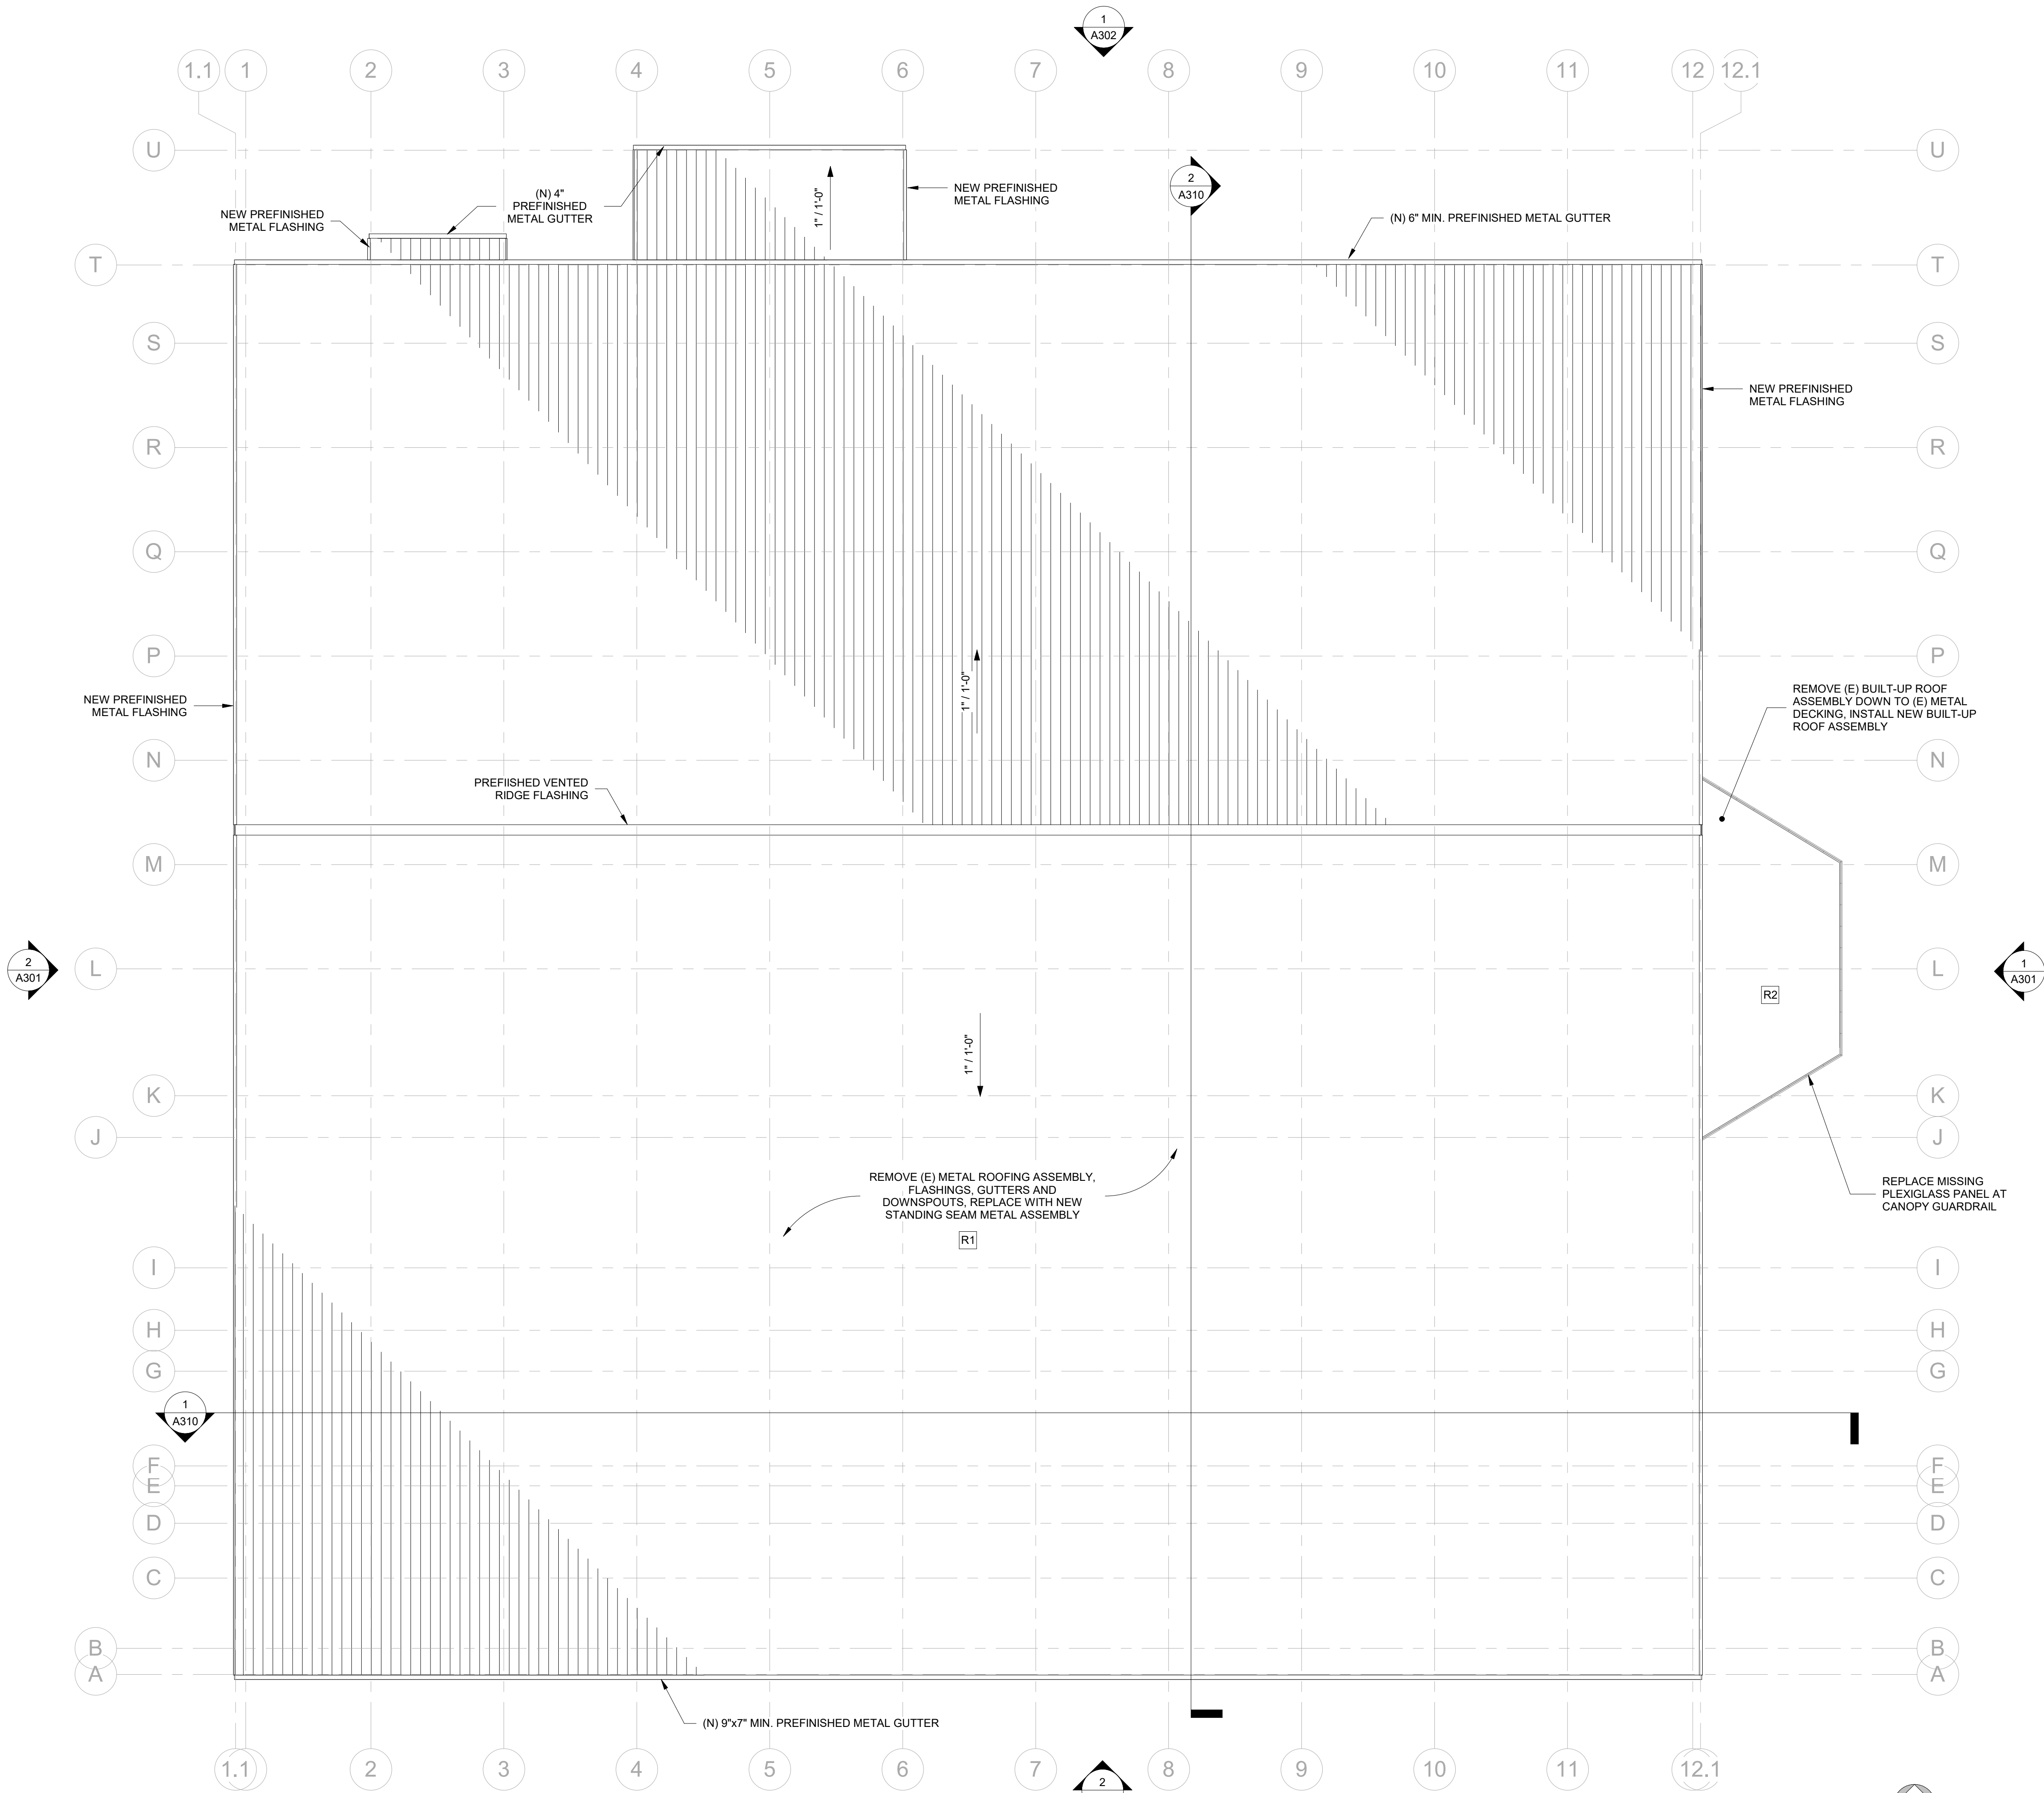 1
A302
1.1 1 2 3 4 5 6 7 8 9 10 11 12 12.1
U U
2
A310
(N) 4"
PREFINISHED
METAL GUTTER
NEW PREFINISHED
METAL FLASHING
1" / 1'-0"
NEW PREFINISHED
METAL FLASHING
(N) 6" MIN. PREFINISHED METAL GUTTER
T T
S S
NEW PREFINISHED
METAL FLASHING
R R
Q Q
P P
1" / 1'-0"
NEW PREFINISHED
METAL FLASHING
REMOVE (E) BUILT-UP ROOF
ASSEMBLY DOWN TO (E) METAL
DECKING, INSTALL NEW BUILT-UP
ROOF ASSEMBLY
N N
PREFIISHED VENTED
RIDGE FLASHING
M M
2
A301
L L
1
A301
R2
1" / 1'-0"
K K
J J
REMOVE (E) METAL ROOFING ASSEMBLY,
FLASHINGS, GUTTERS AND
DOWNSPOUTS, REPLACE WITH NEW
STANDING SEAM METAL ASSEMBLY
R1
REPLACE MISSING
PLEXIGLASS PANEL AT
CANOPY GUARDRAIL
I I
H H
G G
1
A310
F F
E E
D D
C C
B B
A A
(N) 9"x7" MIN. PREFINISHED METAL GUTTER
1.1 2 3 4 5 6 7 8 9 10 11 12.1
2